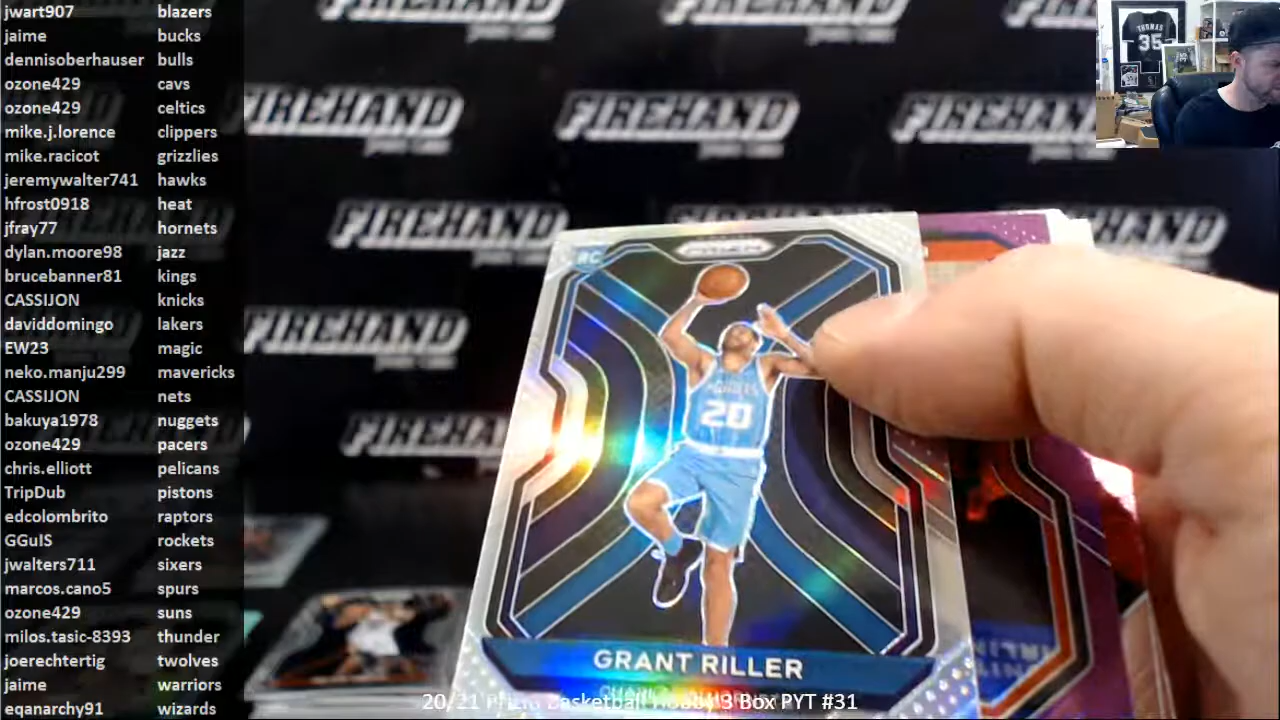 jwart907 blazers
jaime bucks
dennisoberhauser bulls
ozone429 cavs
ozone429 celtics
mike.j.lorence clippers
mike.racicot grizzlies
jeremywalter741 hawks
hfrost0918 heat
jfray77 hornets
dylan.moore98 jazz
brucebanner81 kings
CASSIJON knicks
daviddomingo lakers
EW23 magic
neko.manju299 mavericks
CASSIJON nets
bakuya1978 nuggets
ozone429 pacers
chris.elliott pelicans
TripDub pistons
edcolombrito raptors
GGuIS rockets
jwalters711 sixers
marcos.cano5 spurs
ozone429 suns
milos.tasic-8393 thunder
joerechtertig twolves
jaime warriors
eqanarchy91 wizards
FIREHAND FIREHAND
FIREHAND FIREHAND FIREHAND
FIREHAND
FIREHAND
FIREHAND
THOMAS
35
RC
PRIZM
20
GRANT RILLER
20/21 Prizm Basketball Hobby 3 Box PYT #31